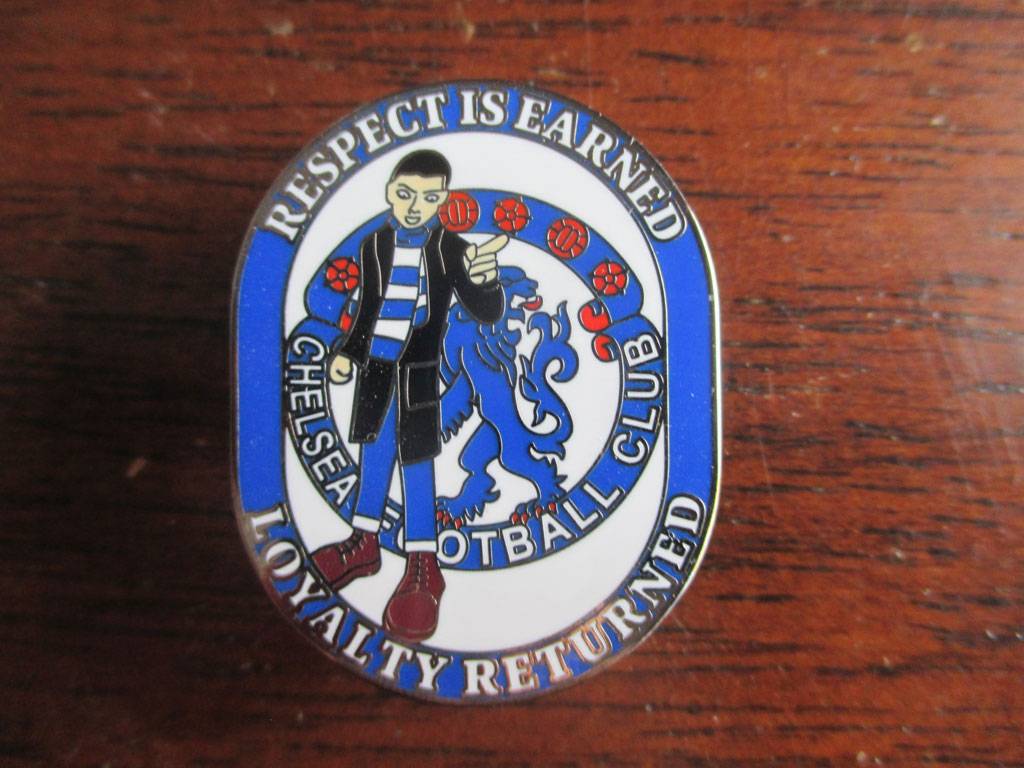 RESPECT IS EARNED
CHELSEA FOOTBALL CLUB
LOYALTY RETURNED